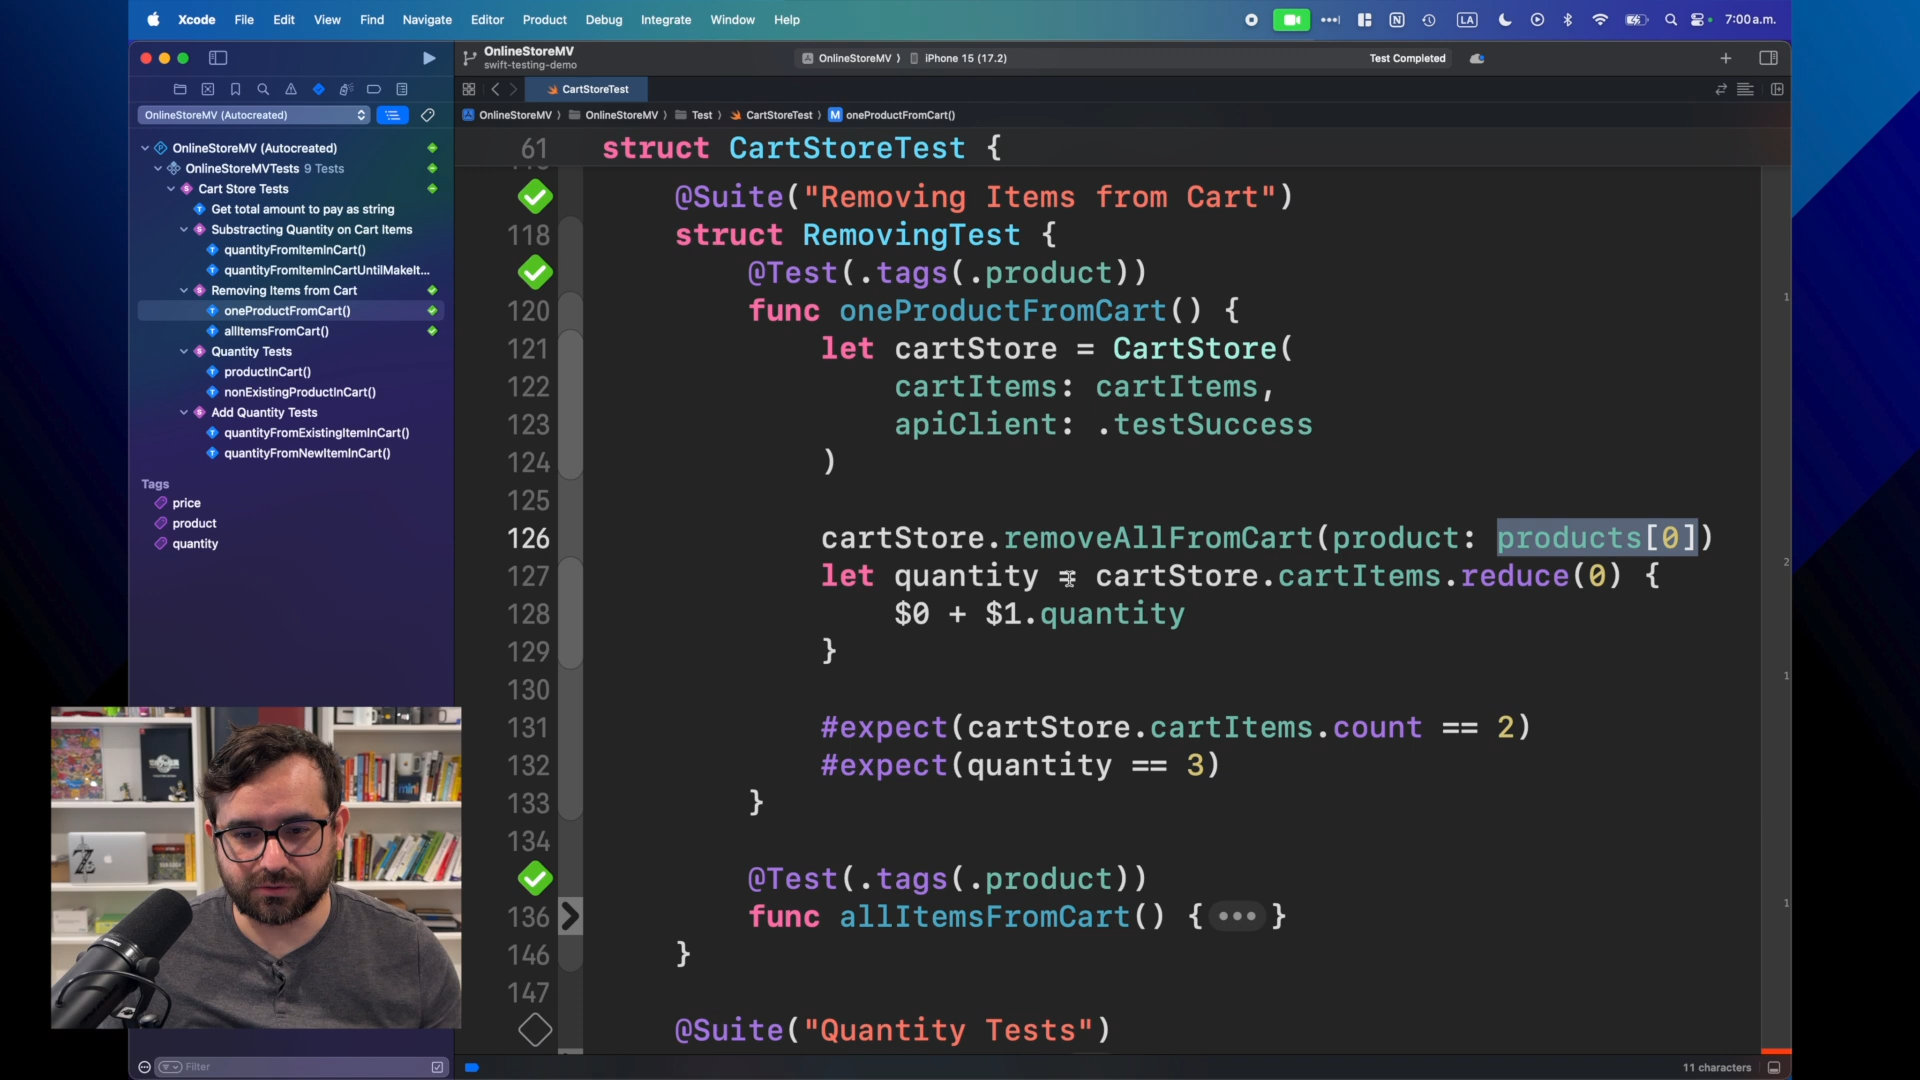 Xcode File Edit View Find Navigate Editor Product Debug Integrate Window Help LA 7:00 a.m.
OnlineStoreMV
swift-testing-demo
OnlineStoreMV iPhone 15 (17.2) Test Completed
CartStoreTest
OnlineStoreMV (Autocreated)
OnlineStoreMV OnlineStoreMV Test CartStoreTest M oneProductFromCart()
OnlineStoreMV (Autocreated)
OnlineStoreMVTests 9 Tests
Cart Store Tests
Get total amount to pay as string
Substracting Quantity on Cart Items
quantityFromItemInCart()
quantityFromItemInCartUntilMakeIt...
Removing Items from Cart
oneProductFromCart()
allItemsFromCart()
Quantity Tests
productInCart()
nonExistingProductInCart()
Add Quantity Tests
quantityFromExistingItemInCart()
quantityFromNewItemInCart()
Tags
price
product
quantity
Filter
61 struct CartStoreTest {
@Suite("Removing Items from Cart")
118 struct RemovingTest {
@Test(.tags(.product))
120 func oneProductFromCart() {
121 let cartStore = CartStore(
122 cartItems: cartItems,
123 apiClient: .testSuccess
124 )
125
126 cartStore.removeAllFromCart(product: products[0])
127 let quantity = cartStore.cartItems.reduce(0) {
128 $0 + $1.quantity
129 }
130
131 #expect(cartStore.cartItems.count == 2)
132 #expect(quantity == 3)
133 }
134
@Test(.tags(.product))
136 func allItemsFromCart() {•••}
146 }
147
@Suite("Quantity Tests")
1
2
1
1
11 characters
mini